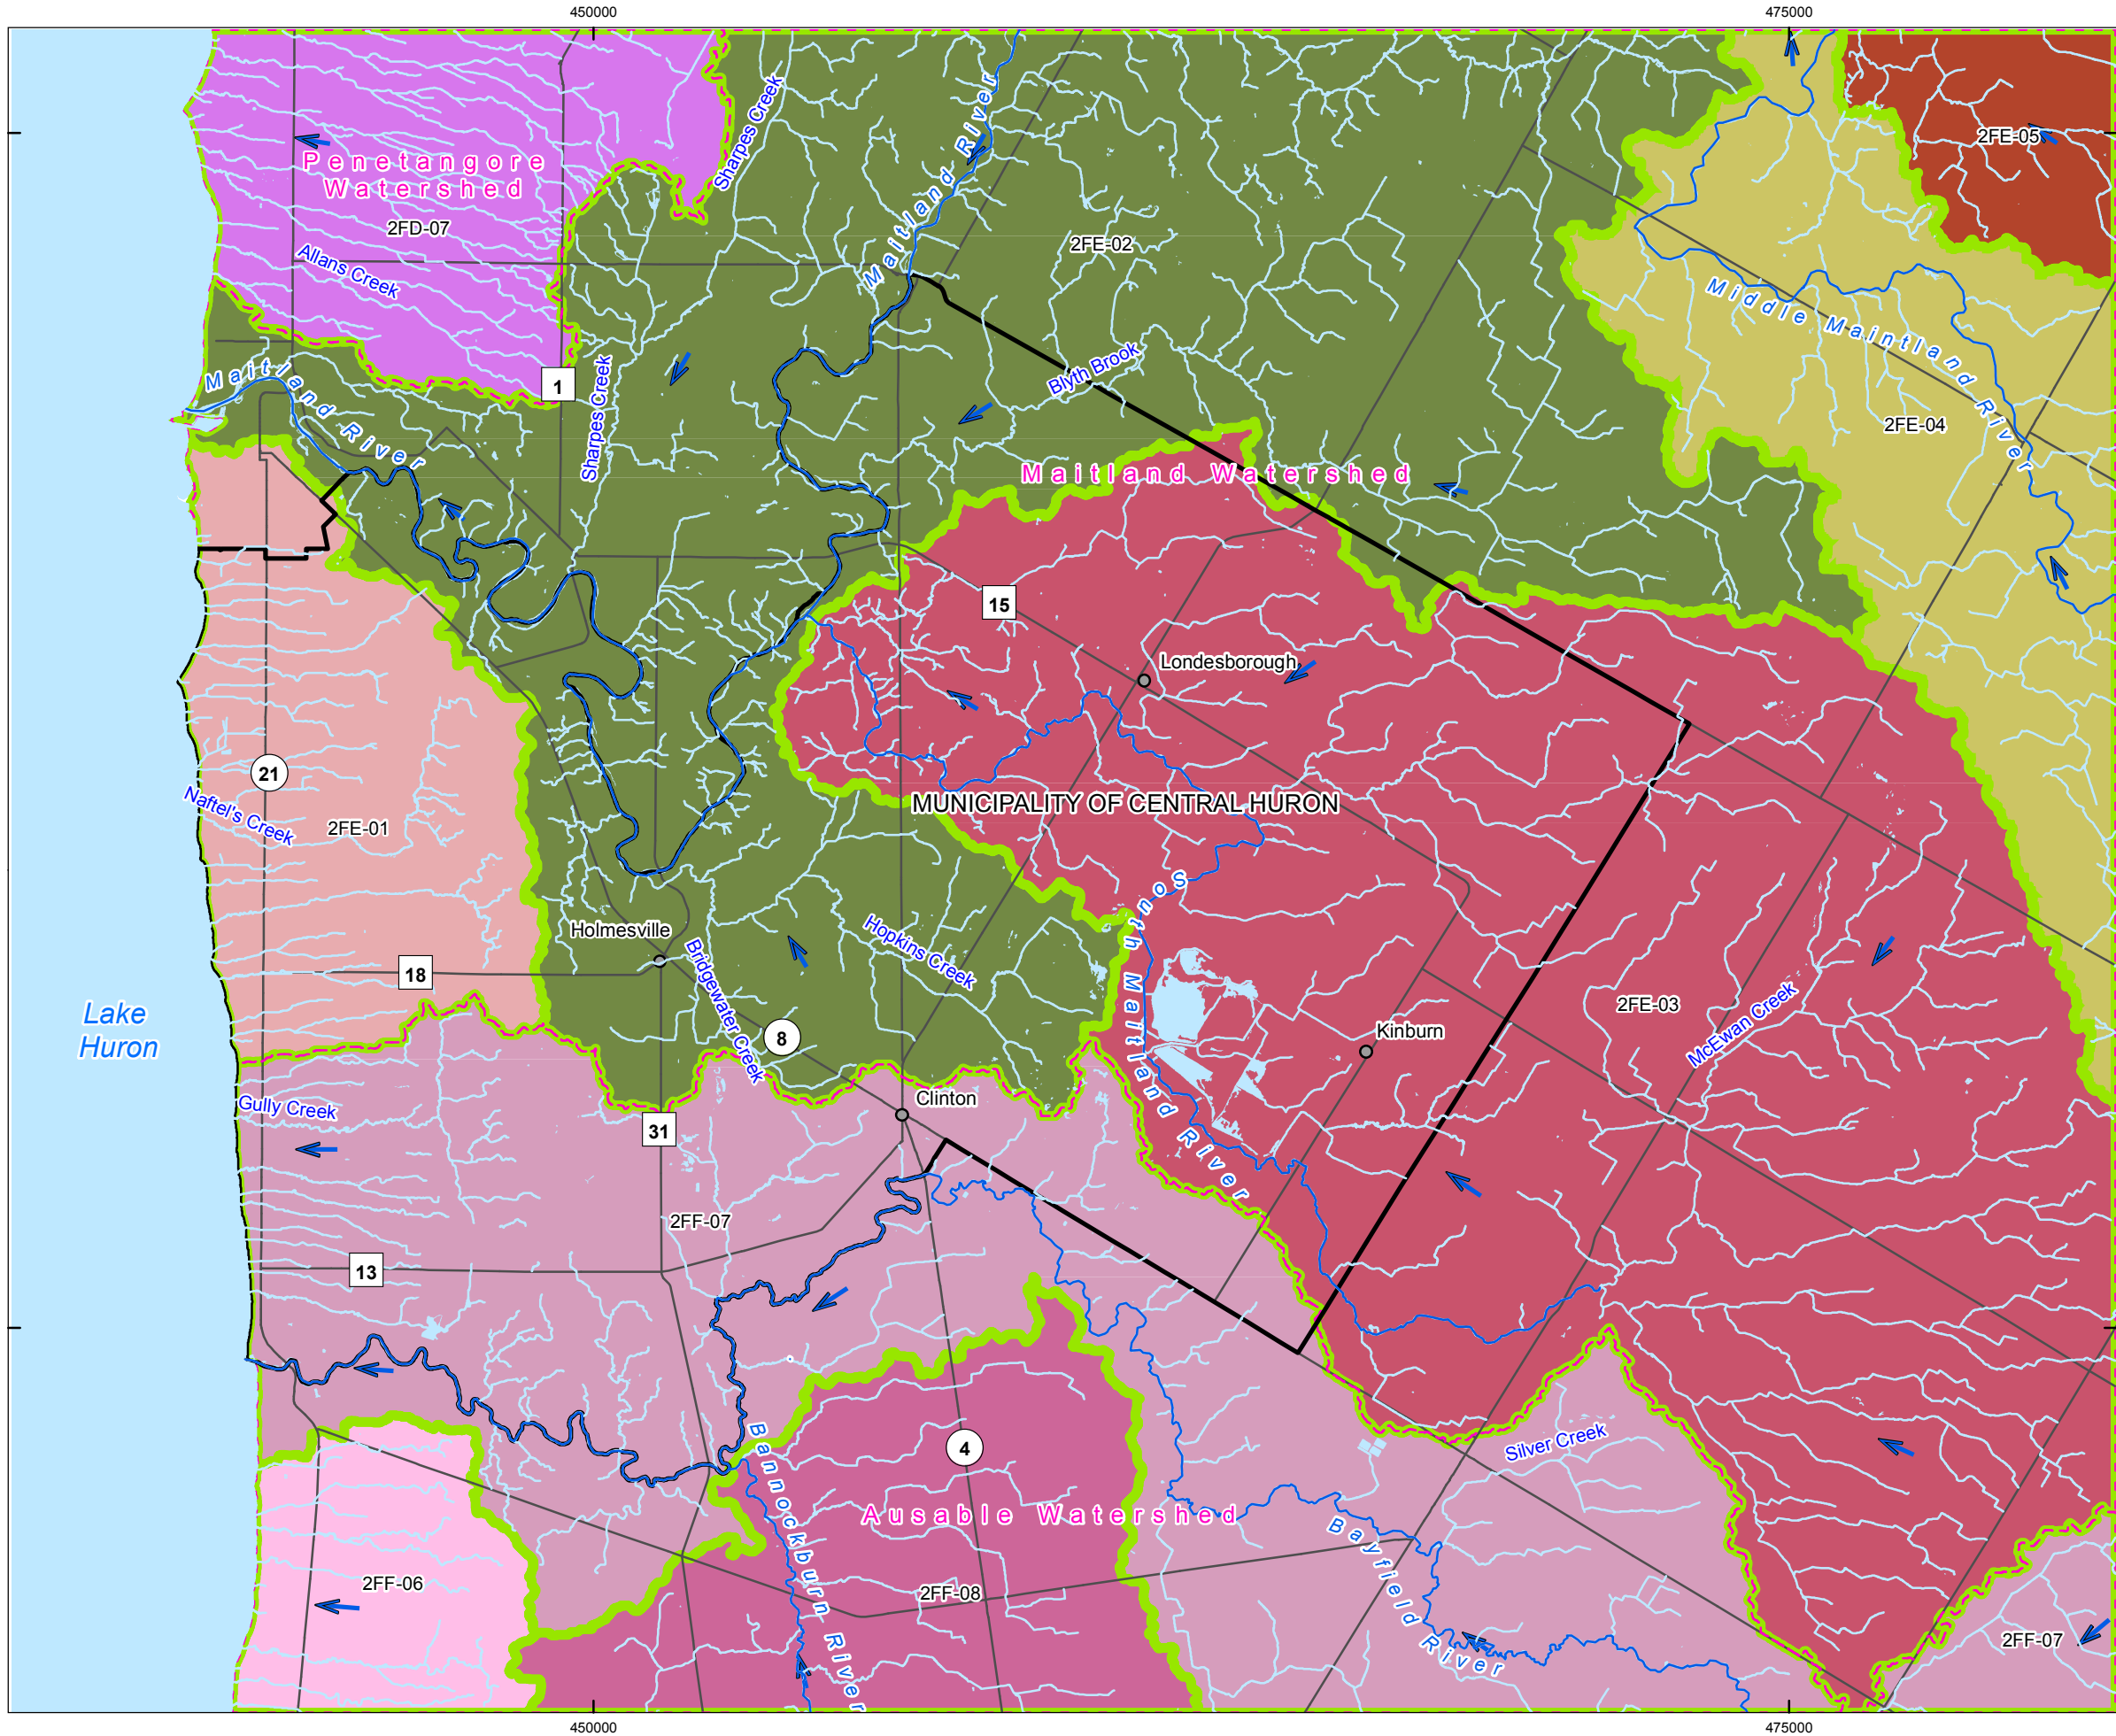 450000
475000
Penetangore
Watershed
2FD-07
Allans Creek
Sharpes Creek
Maitland River
2FE-02
2FE-05
Middle Maintland River
2FE-04
Blyth Brook
Maitland River
1
Sharpes Creek
Maitland Watershed
15
Londesborough
21
Naftel's Creek
2FE-01
MUNICIPALITY OF CENTRAL HURON
South Maitland River
Holmesville
Bridgewater Creek
Hopkins Creek
18
Lake
Huron
8
Kinburn
2FE-03
McEwan Creek
Gully Creek
Clinton
31
2FF-07
13
Bannockburn River
4
Silver Creek
Ausable Watershed
Bayfield River
2FF-06
2FF-08
2FF-07
450000
475000